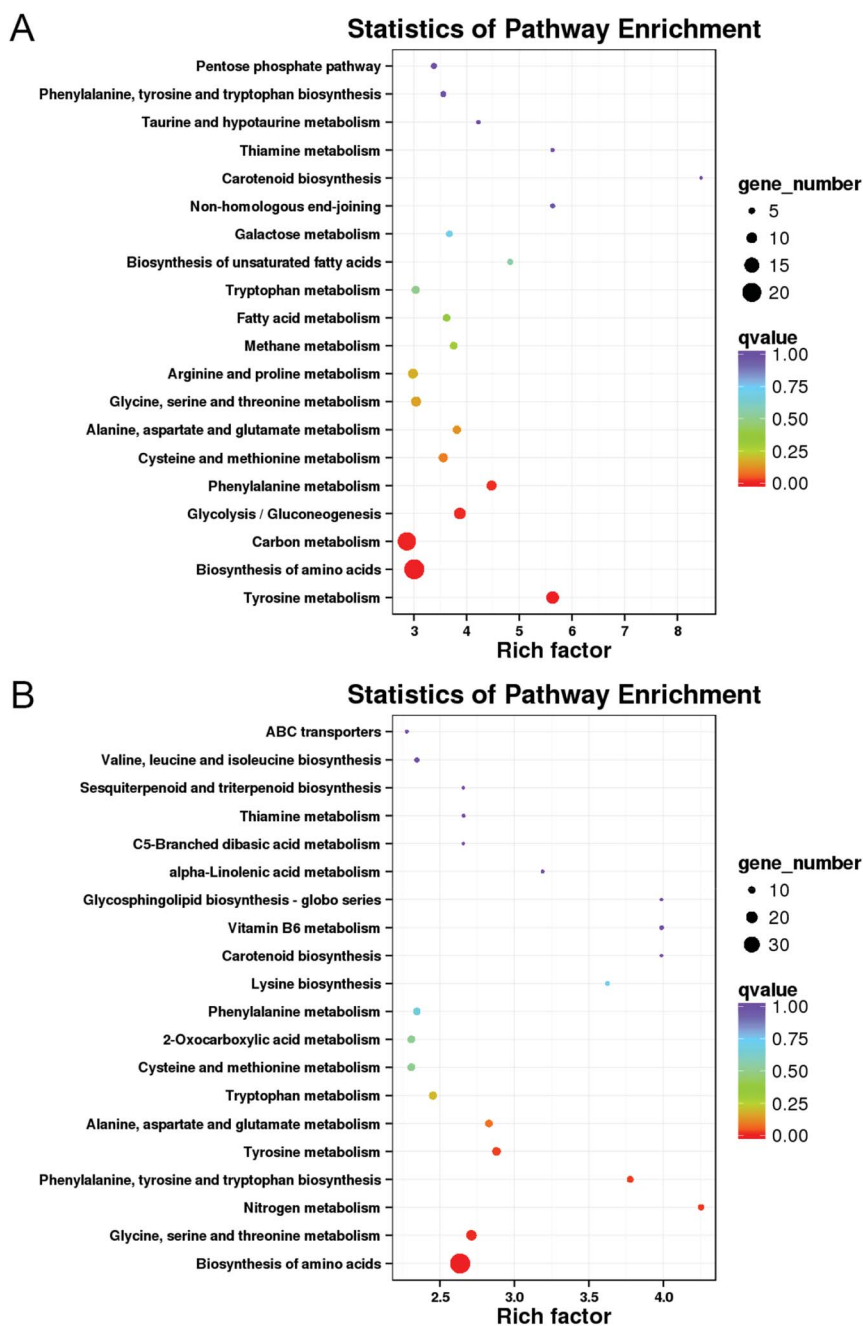 A
Statistics of Pathway Enrichment
Pentose phosphate pathway
Phenylalanine, tyrosine and tryptophan biosynthesis
Taurine and hypotaurine metabolism
Thiamine metabolism
Carotenoid biosynthesis
Non-homologous end-joining
Galactose metabolism
Biosynthesis of unsaturated fatty acids
Tryptophan metabolism
Fatty acid metabolism
Methane metabolism
Arginine and proline metabolism
Glycine, serine and threonine metabolism
Alanine, aspartate and glutamate metabolism
Cysteine and methionine metabolism
Phenylalanine metabolism
Glycolysis / Gluconeogenesis
Carbon metabolism
Biosynthesis of amino acids
Tyrosine metabolism
3 4 5 6 7 8
Rich factor
gene_number
5
10
15
20
qvalue
1.00
0.75
0.50
0.25
0.00
B
Statistics of Pathway Enrichment
ABC transporters
Valine, leucine and isoleucine biosynthesis
Sesquiterpenoid and triterpenoid biosynthesis
Thiamine metabolism
C5-Branched dibasic acid metabolism
alpha-Linolenic acid metabolism
Glycosphingolipid biosynthesis - globo series
Vitamin B6 metabolism
Carotenoid biosynthesis
Lysine biosynthesis
Phenylalanine metabolism
2-Oxocarboxylic acid metabolism
Cysteine and methionine metabolism
Tryptophan metabolism
Alanine, aspartate and glutamate metabolism
Tyrosine metabolism
Phenylalanine, tyrosine and tryptophan biosynthesis
Nitrogen metabolism
Glycine, serine and threonine metabolism
Biosynthesis of amino acids
2.5 3.0 3.5 4.0
Rich factor
gene_number
10
20
30
qvalue
1.00
0.75
0.50
0.25
0.00